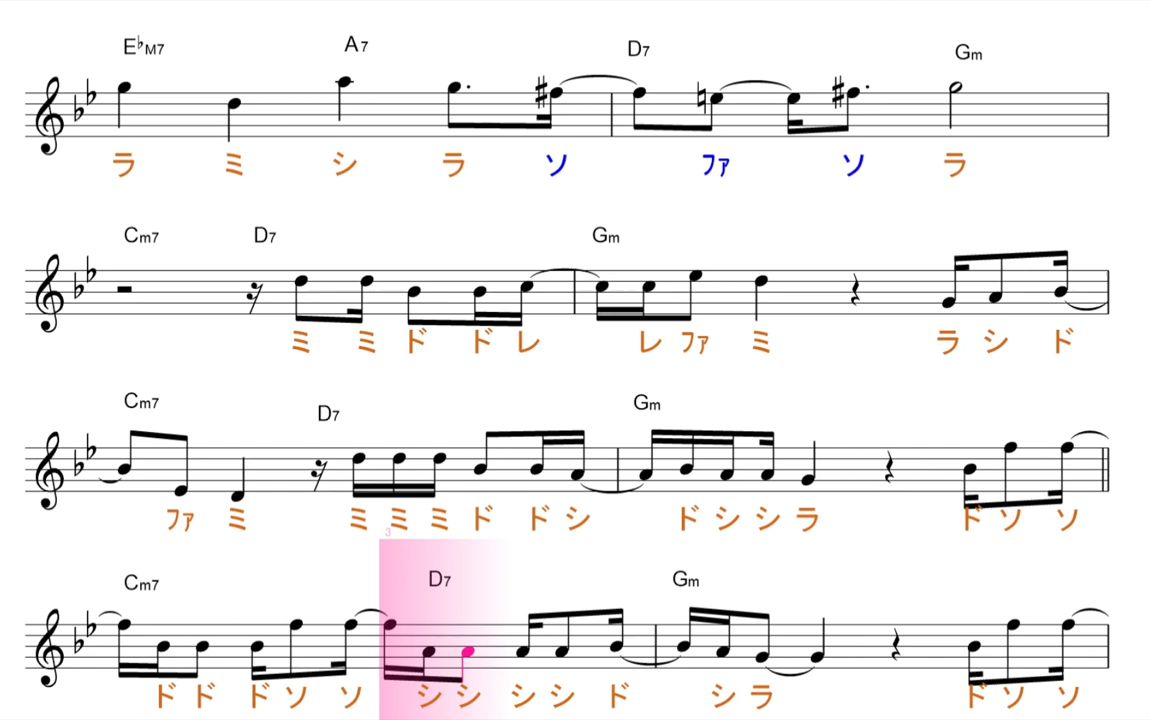 E♭M7 A7 D7 Gm
ラ ミ シ ラ ソ ファ ソ ラ
Cm7 D7 Gm
ミ ミ ド ド レ レ ファ ミ ラ シ ド
Cm7 D7 Gm
ファ ミ ミ ミ ミ ド ド シ ド シ シ ラ ド ソ ソ
3
Cm7 D7 Gm
ド ド ド ソ ソ シ シ シ シ ド シ ラ ド ソ ソ